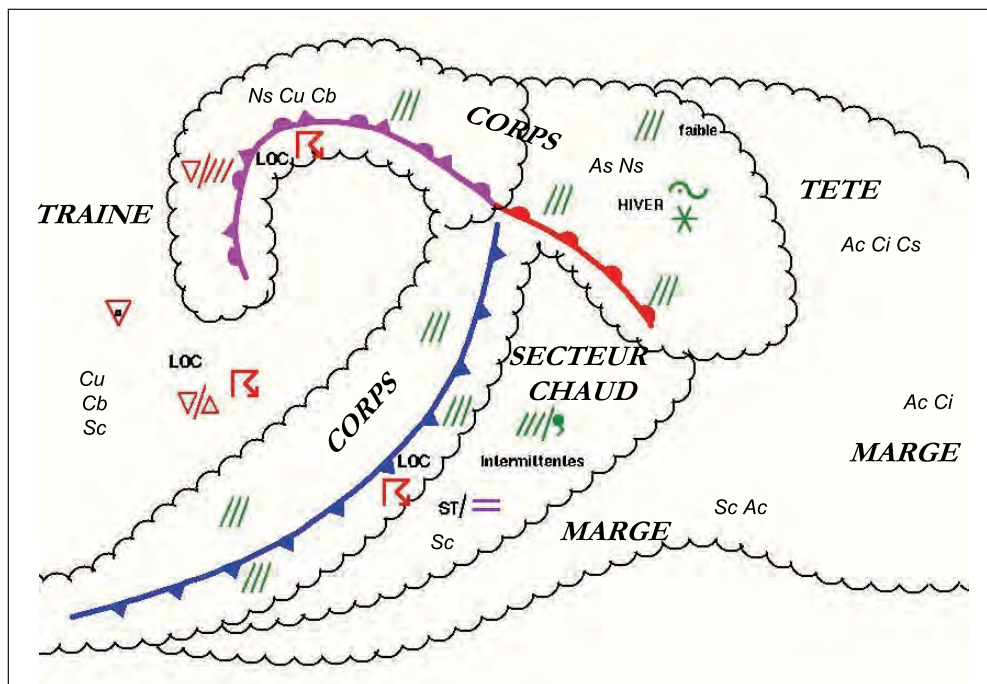 Ns Cu Cb
CORPS
faible
LOC
As Ns
TRAINE
HIVER
TETE
Ac Ci Cs
LOC
SECTEUR
CHAUD
Cu
Cb
Sc
CORPS
Ac Ci
MARGE
LOC
Intermittentes
ST/
Sc Ac
Sc
MARGE